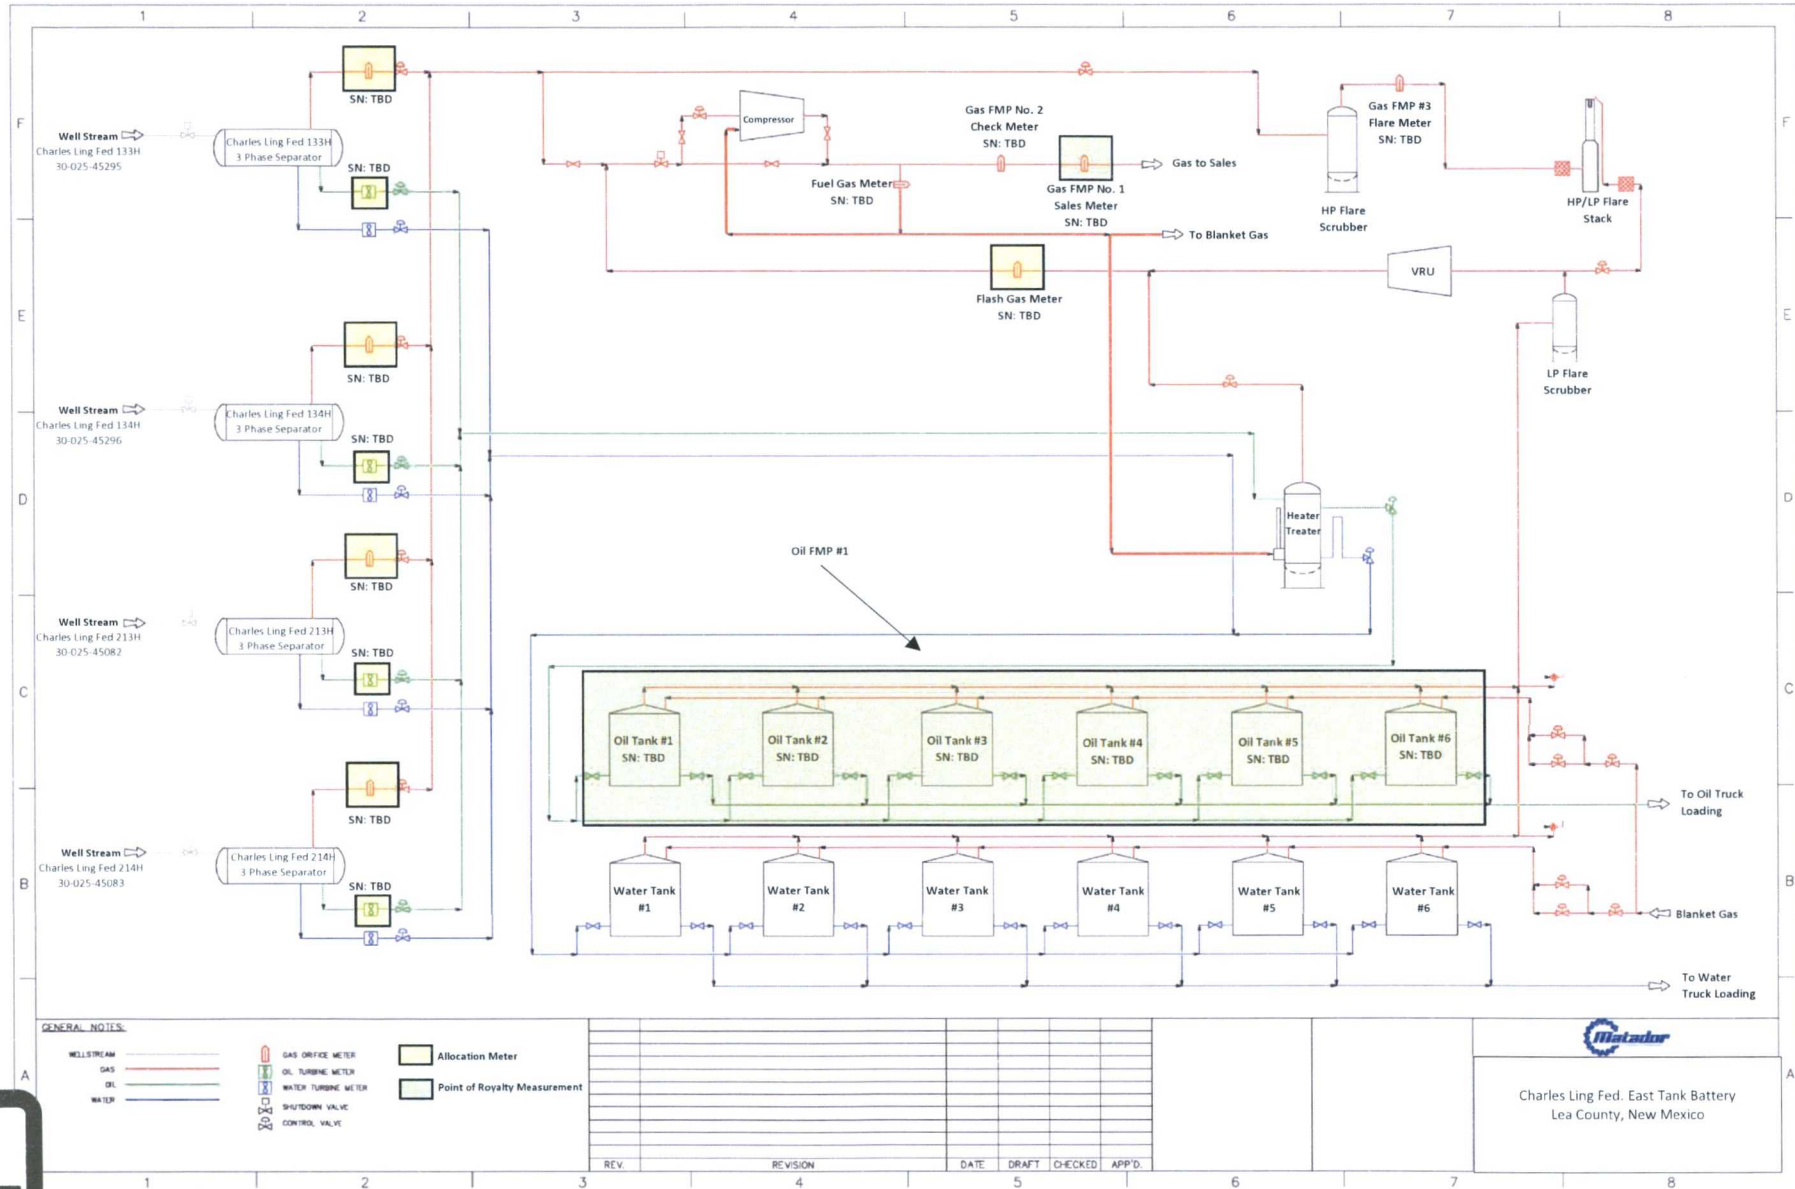 1 2 3 4 5 6 7 8
F
E
D
C
B
A
F
E
D
C
B
A
SN: TBD
Well Stream
Charles Ling Fed 133H
30-025-45295
Charles Ling Fed 133H
3 Phase Separator
SN: TBD
SN: TBD
Well Stream
Charles Ling Fed 134H
30-025-45296
Charles Ling Fed 134H
3 Phase Separator
SN: TBD
SN: TBD
Well Stream
Charles Ling Fed 213H
30-025-45082
Charles Ling Fed 213H
3 Phase Separator
SN: TBD
SN: TBD
Well Stream
Charles Ling Fed 214H
30-025-45083
Charles Ling Fed 214H
3 Phase Separator
SN: TBD
Compressor
Fuel Gas Meter
SN: TBD
Gas FMP No. 2
Check Meter
SN: TBD
Gas FMP No. 1
Sales Meter
SN: TBD
Gas to Sales
To Blanket Gas
Flash Gas Meter
SN: TBD
Gas FMP #3
Flare Meter
SN: TBD
HP Flare
Scrubber
HP/LP Flare
Stack
VRU
LP Flare
Scrubber
Heater
Treater
Oil FMP #1
Oil Tank #1
SN: TBD
Oil Tank #2
SN: TBD
Oil Tank #3
SN: TBD
Oil Tank #4
SN: TBD
Oil Tank #5
SN: TBD
Oil Tank #6
SN: TBD
To Oil Truck
Loading
Water Tank
#1
Water Tank
#2
Water Tank
#3
Water Tank
#4
Water Tank
#5
Water Tank
#6
Blanket Gas
To Water
Truck Loading
GENERAL NOTES:
WELLSTREAM
GAS
OIL
WATER
GAS ORIFICE METER
OIL TURBINE METER
WATER TURBINE METER
SHUTDOWN VALVE
CONTROL VALVE
Allocation Meter
Point of Royalty Measurement
REV. REVISION DATE DRAFT CHECKED APP'D.
Matador
Charles Ling Fed. East Tank Battery
Lea County, New Mexico
1 2 3 4 5 6 7 8